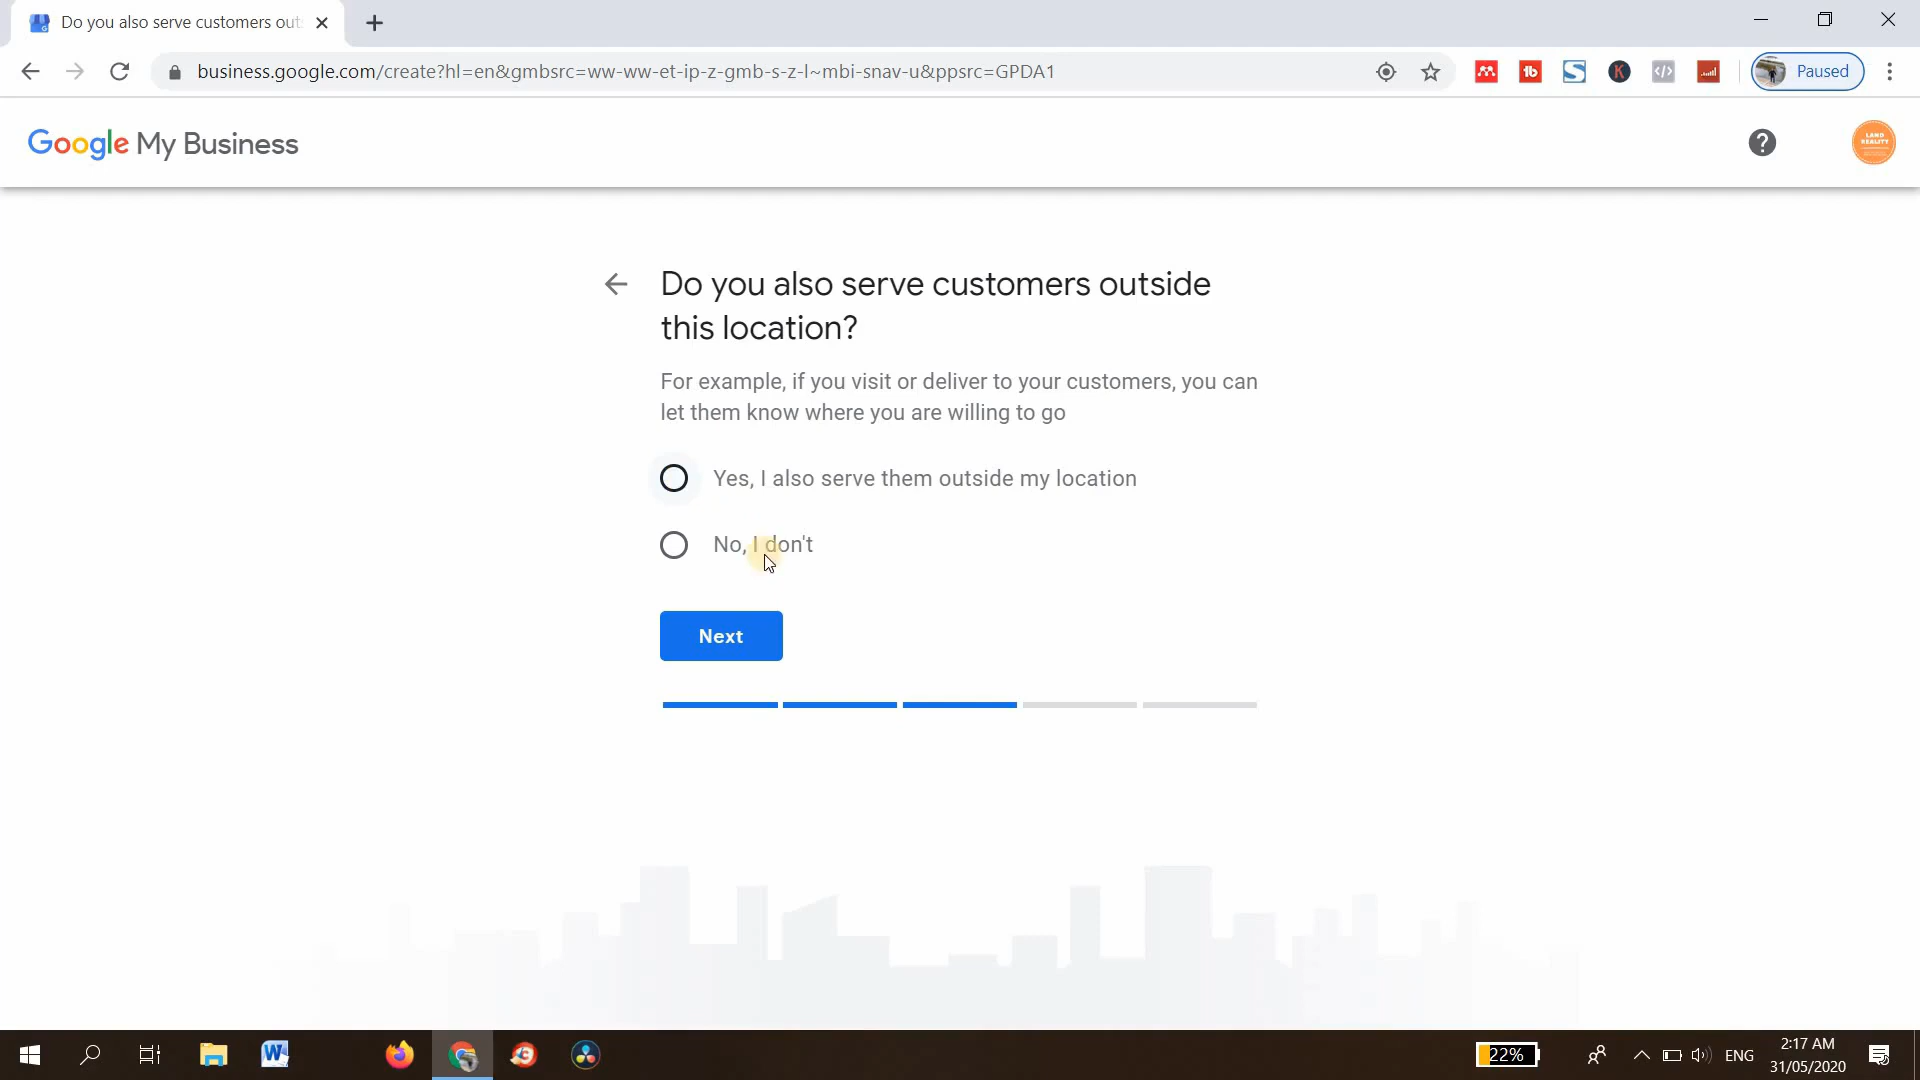 Do you also serve customers out
business.google.com/create?hl=en&gmbsrc=ww-ww-et-ip-z-gmb-s-z-l~mbi-snav-u&ppsrc=GPDA1
Paused
Google My Business
LAND
REALITY
Do you also serve customers outside
this location?
For example, if you visit or deliver to your customers, you can
let them know where you are willing to go
Yes, I also serve them outside my location
No, I don't
Next
22%
ENG
2:17 AM
31/05/2020